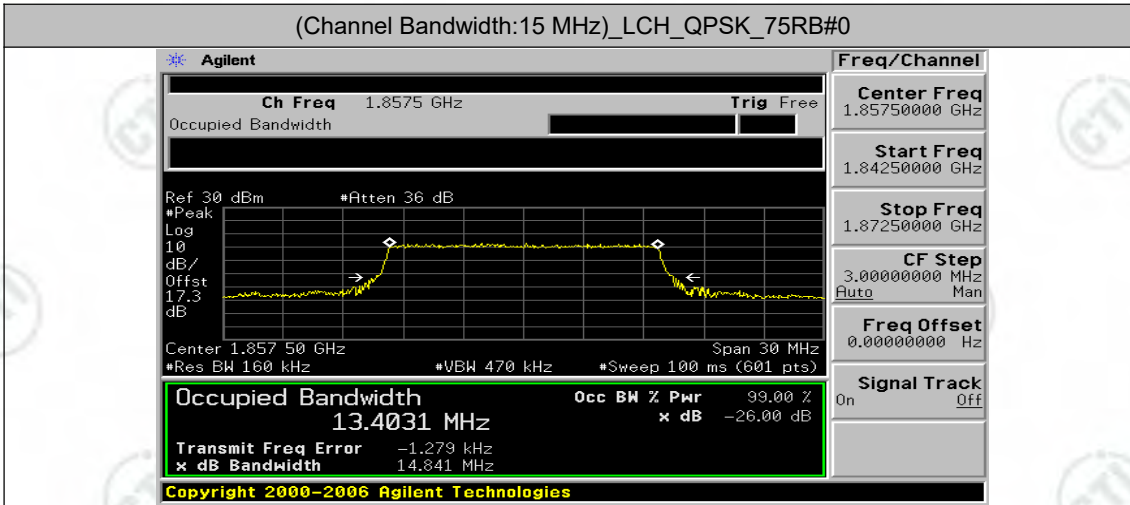 (Channel Bandwidth:15 MHz)_LCH_QPSK_75RB#0
Agilent
Freq/Channel
Ch Freq 1.8575 GHz Trig Free
Occupied Bandwidth
Center Freq
1.85750000 GHz
Start Freq
1.84250000 GHz
Stop Freq
1.87250000 GHz
CF Step
3.00000000 MHz
Auto Man
Freq Offset
0.00000000 Hz
Signal Track
On Off
Ref 30 dBm #Atten 36 dB
#Peak
Log
10
dB/
Offst
17.3
dB
Center 1.857 50 GHz Span 30 MHz
#Res BW 160 kHz #VBW 470 kHz #Sweep 100 ms (601 pts)
Occupied Bandwidth Occ BW % Pwr 99.00 %
13.4031 MHz x dB -26.00 dB
Transmit Freq Error -1.279 kHz
x dB Bandwidth 14.841 MHz
Copyright 2000-2006 Agilent Technologies
CTI
CTI